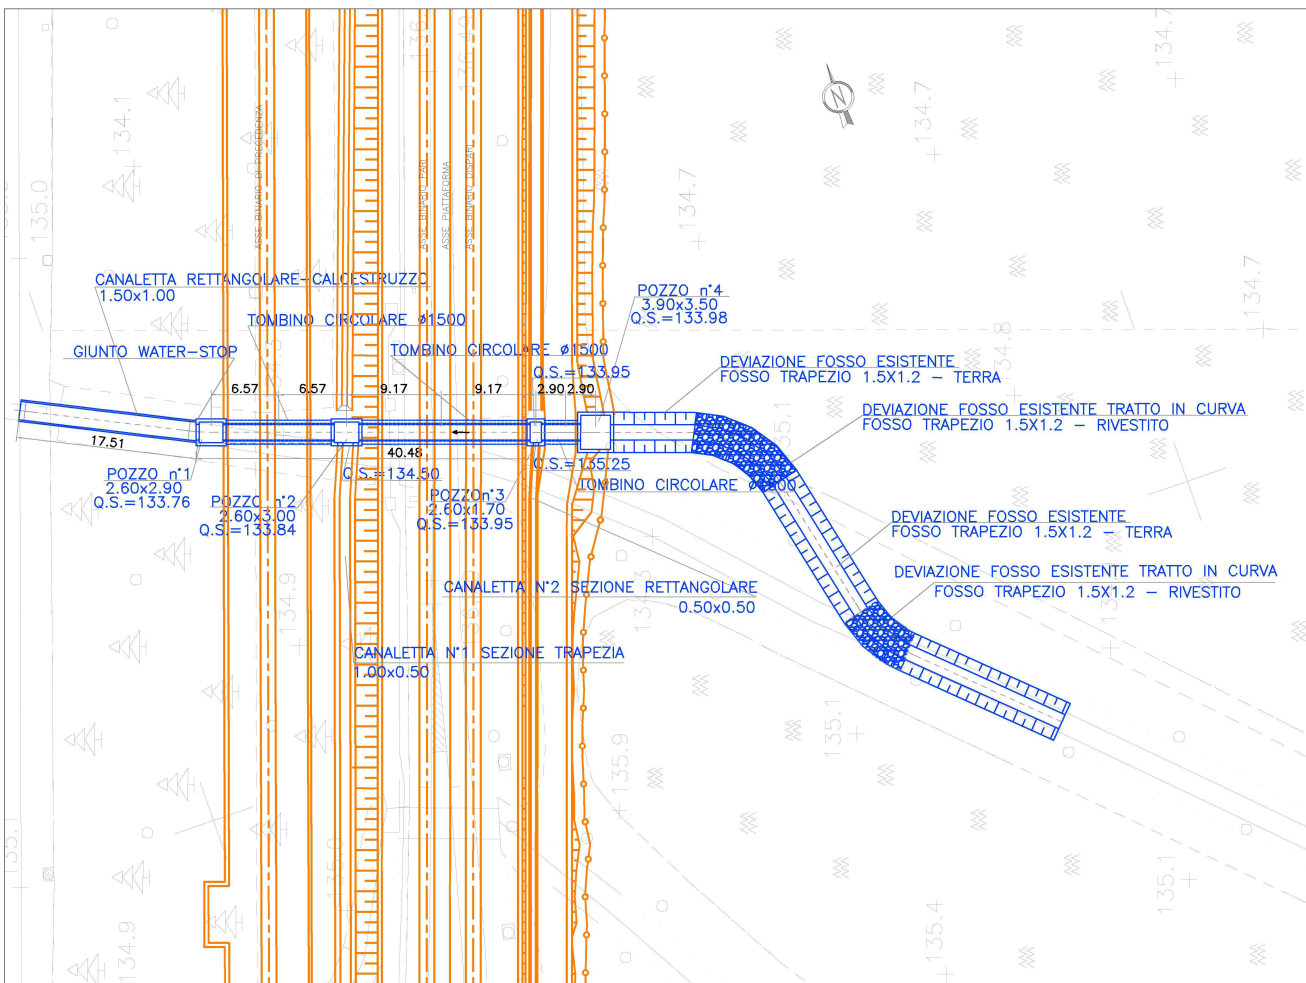 134.7
136
136.49
134.1
134.7
135.0
134.7
134.7
N
ASSE BINARIO DI PRECEDENZA
ASSE BINARIO PARI
ASSE PIATTAFORMA
ASSE BINARIO DISPARI
CANALETTA RETTANGOLARE-CALCESTRUZZO
1.50x1.00
TOMBINO CIRCOLARE ø1500
GIUNTO WATER-STOP
TOMBINO CIRCOLARE ø1500
POZZO n°4
3.90x3.50
Q.S.=133.98
134.8
Q.S.=133.95
6.57
6.57
9.17
9.17
2.90
2.90
DEVIAZIONE FOSSO ESISTENTE
FOSSO TRAPEZIO 1.5X1.2 – TERRA
DEVIAZIONE FOSSO ESISTENTE TRATTO IN CURVA
FOSSO TRAPEZIO 1.5X1.2 – RIVESTITO
135.1
17.51
40.48
POZZO n°1
2.60x2.90
Q.S.=133.76
Q.S.=134.50
Q.S.=135.25
TOMBINO CIRCOLARE
POZZO n°2
2.60x3.00
Q.S.=133.84
POZZO n°3
2.60x1.70
Q.S.=133.95
DEVIAZIONE FOSSO ESISTENTE
FOSSO TRAPEZIO 1.5X1.2 – TERRA
DEVIAZIONE FOSSO ESISTENTE TRATTO IN CURVA
FOSSO TRAPEZIO 1.5X1.2 – RIVESTITO
CANALETTA N°2 SEZIONE RETTANGOLARE
0.50x0.50
134.9
CANALETTA N°1 SEZIONE TRAPEZIA
1.00x0.50
135.1
135.9
135.0
135.1
134.9
135.4